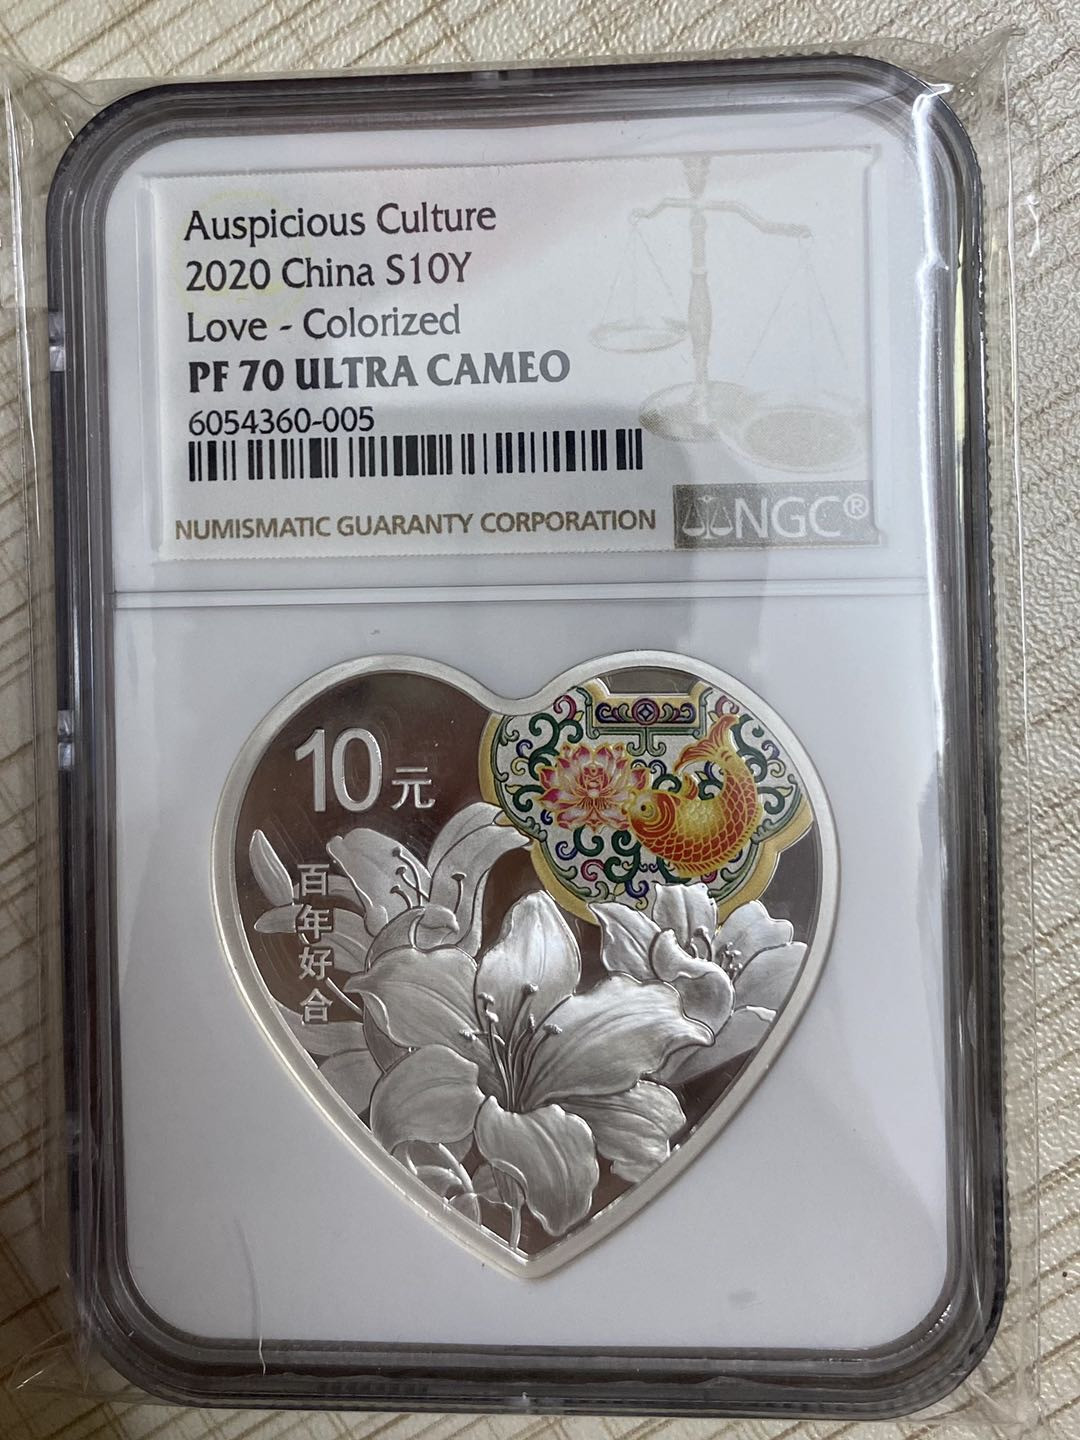 Auspicious Culture
2020 China S10Y
Love - Colorized
PF 70 ULTRA CAMEO
6054360-005
NUMISMATIC GUARANTY CORPORATION
NGC®
10元
百年好合